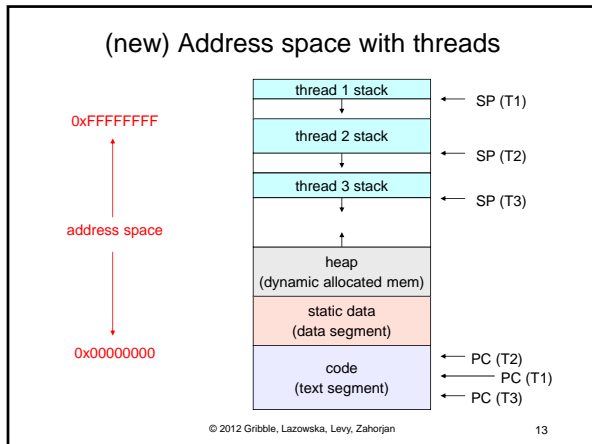 (new) Address space with threads
0xFFFFFFFF
address space
0x00000000
thread 1 stack
thread 2 stack
thread 3 stack
heap
(dynamic allocated mem)
static data
(data segment)
code
(text segment)
SP (T1)
SP (T2)
SP (T3)
PC (T2)
PC (T1)
PC (T3)
© 2012 Gribble, Lazowska, Levy, Zahorjan
13